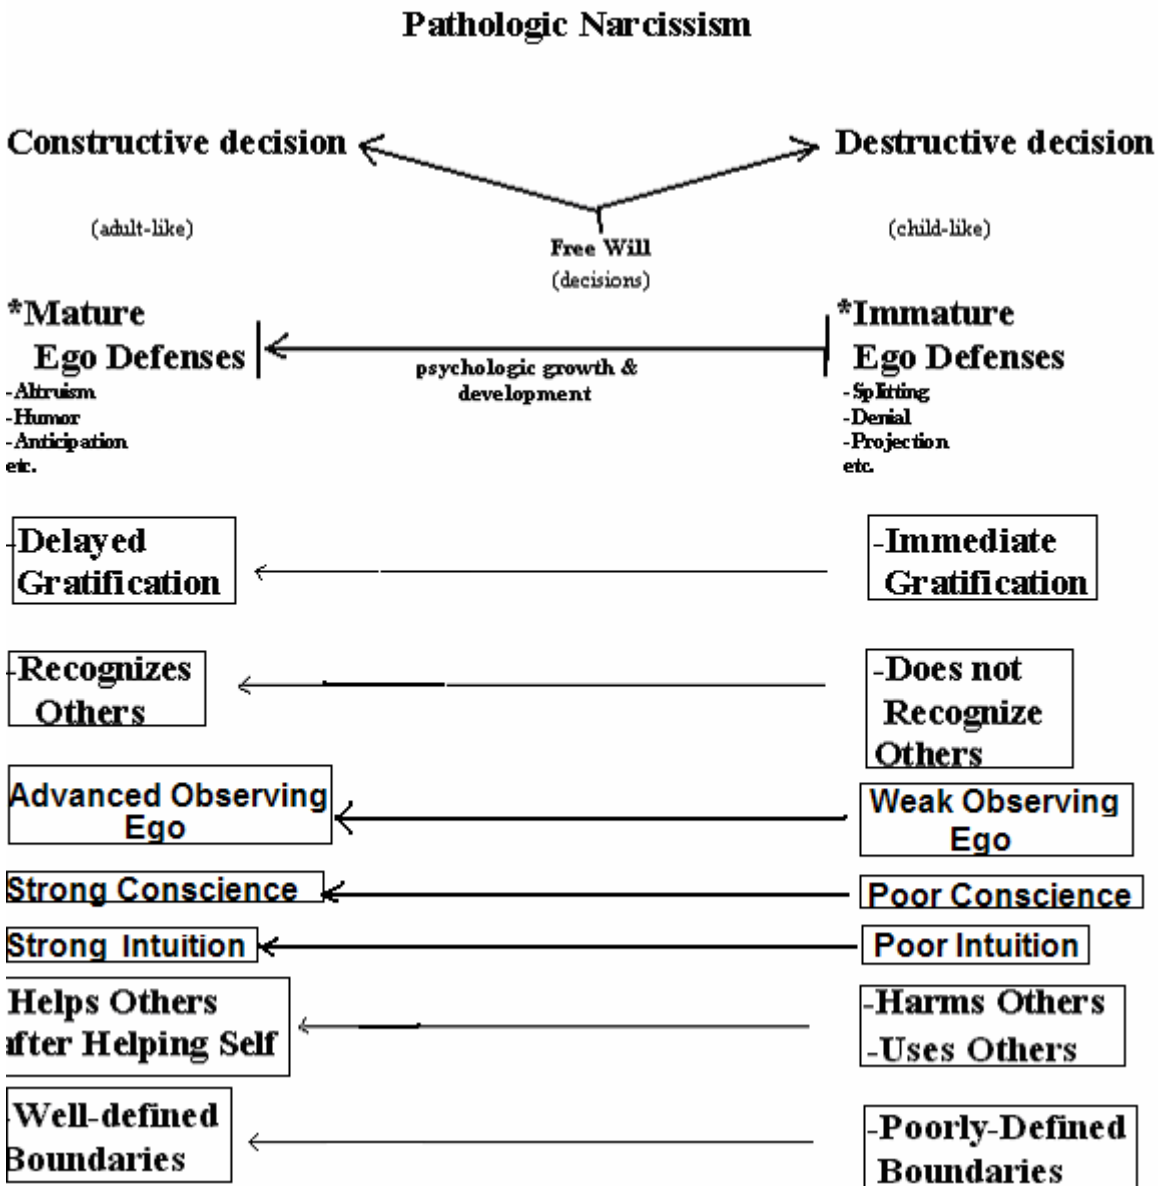 Pathologic Narcissism
Constructive decision
Destructive decision
(adult-like)
(child-like)
Free Will
(decisions)
*Mature
Ego Defenses
-Altruism
-Humor
-Anticipation
etc.
psychologic growth &
development
*Immature
Ego Defenses
-Splitting
-Denial
-Projection
etc.
-Delayed
Gratification
-Immediate
Gratification
-Recognizes
Others
-Does not
Recognize
Others
Advanced Observing
Ego
Weak Observing
Ego
Strong Conscience
Poor Conscience
Strong Intuition
Poor Intuition
Helps Others
after Helping Self
-Harms Others
-Uses Others
-Well-defined
Boundaries
-Poorly-Defined
Boundaries